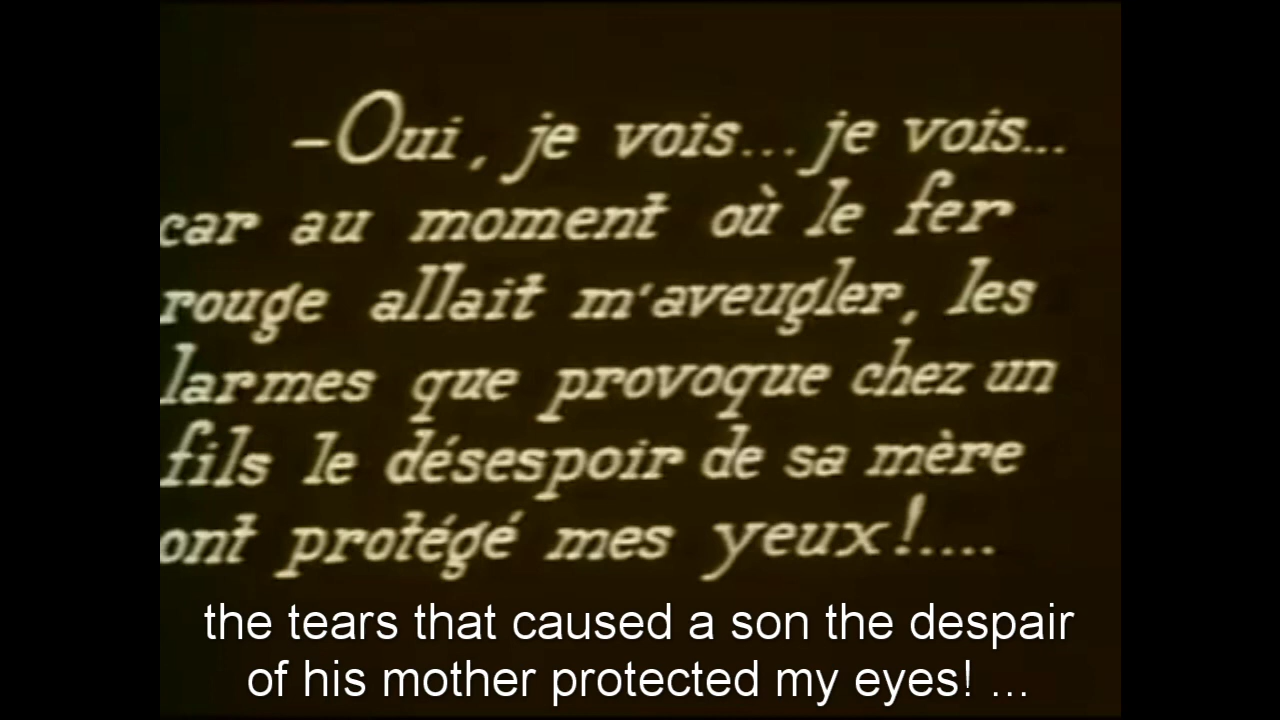 –Oui, je vois... je vois...
car au moment où le fer
rouge allait m'aveugler, les
larmes que provoque chez un
fils le désespoir de sa mère
ont protégé mes yeux!....
the tears that caused a son the despair
of his mother protected my eyes! ...